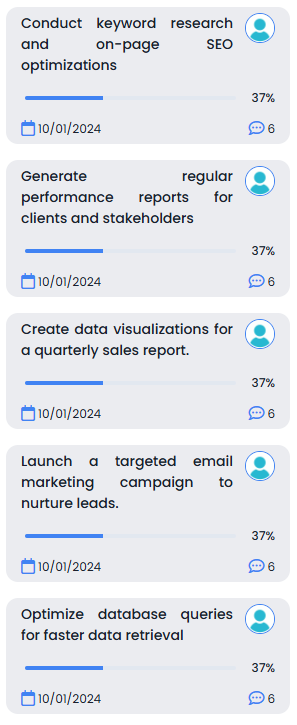 Conduct keyword research
and on-page SEO
optimizations
37%
10/01/2024 6
Generate regular
performance reports for
clients and stakeholders
37%
10/01/2024 6
Create data visualizations for
a quarterly sales report.
37%
10/01/2024 6
Launch a targeted email
marketing campaign to
nurture leads.
37%
10/01/2024 6
Optimize database queries
for faster data retrieval
37%
10/01/2024 6